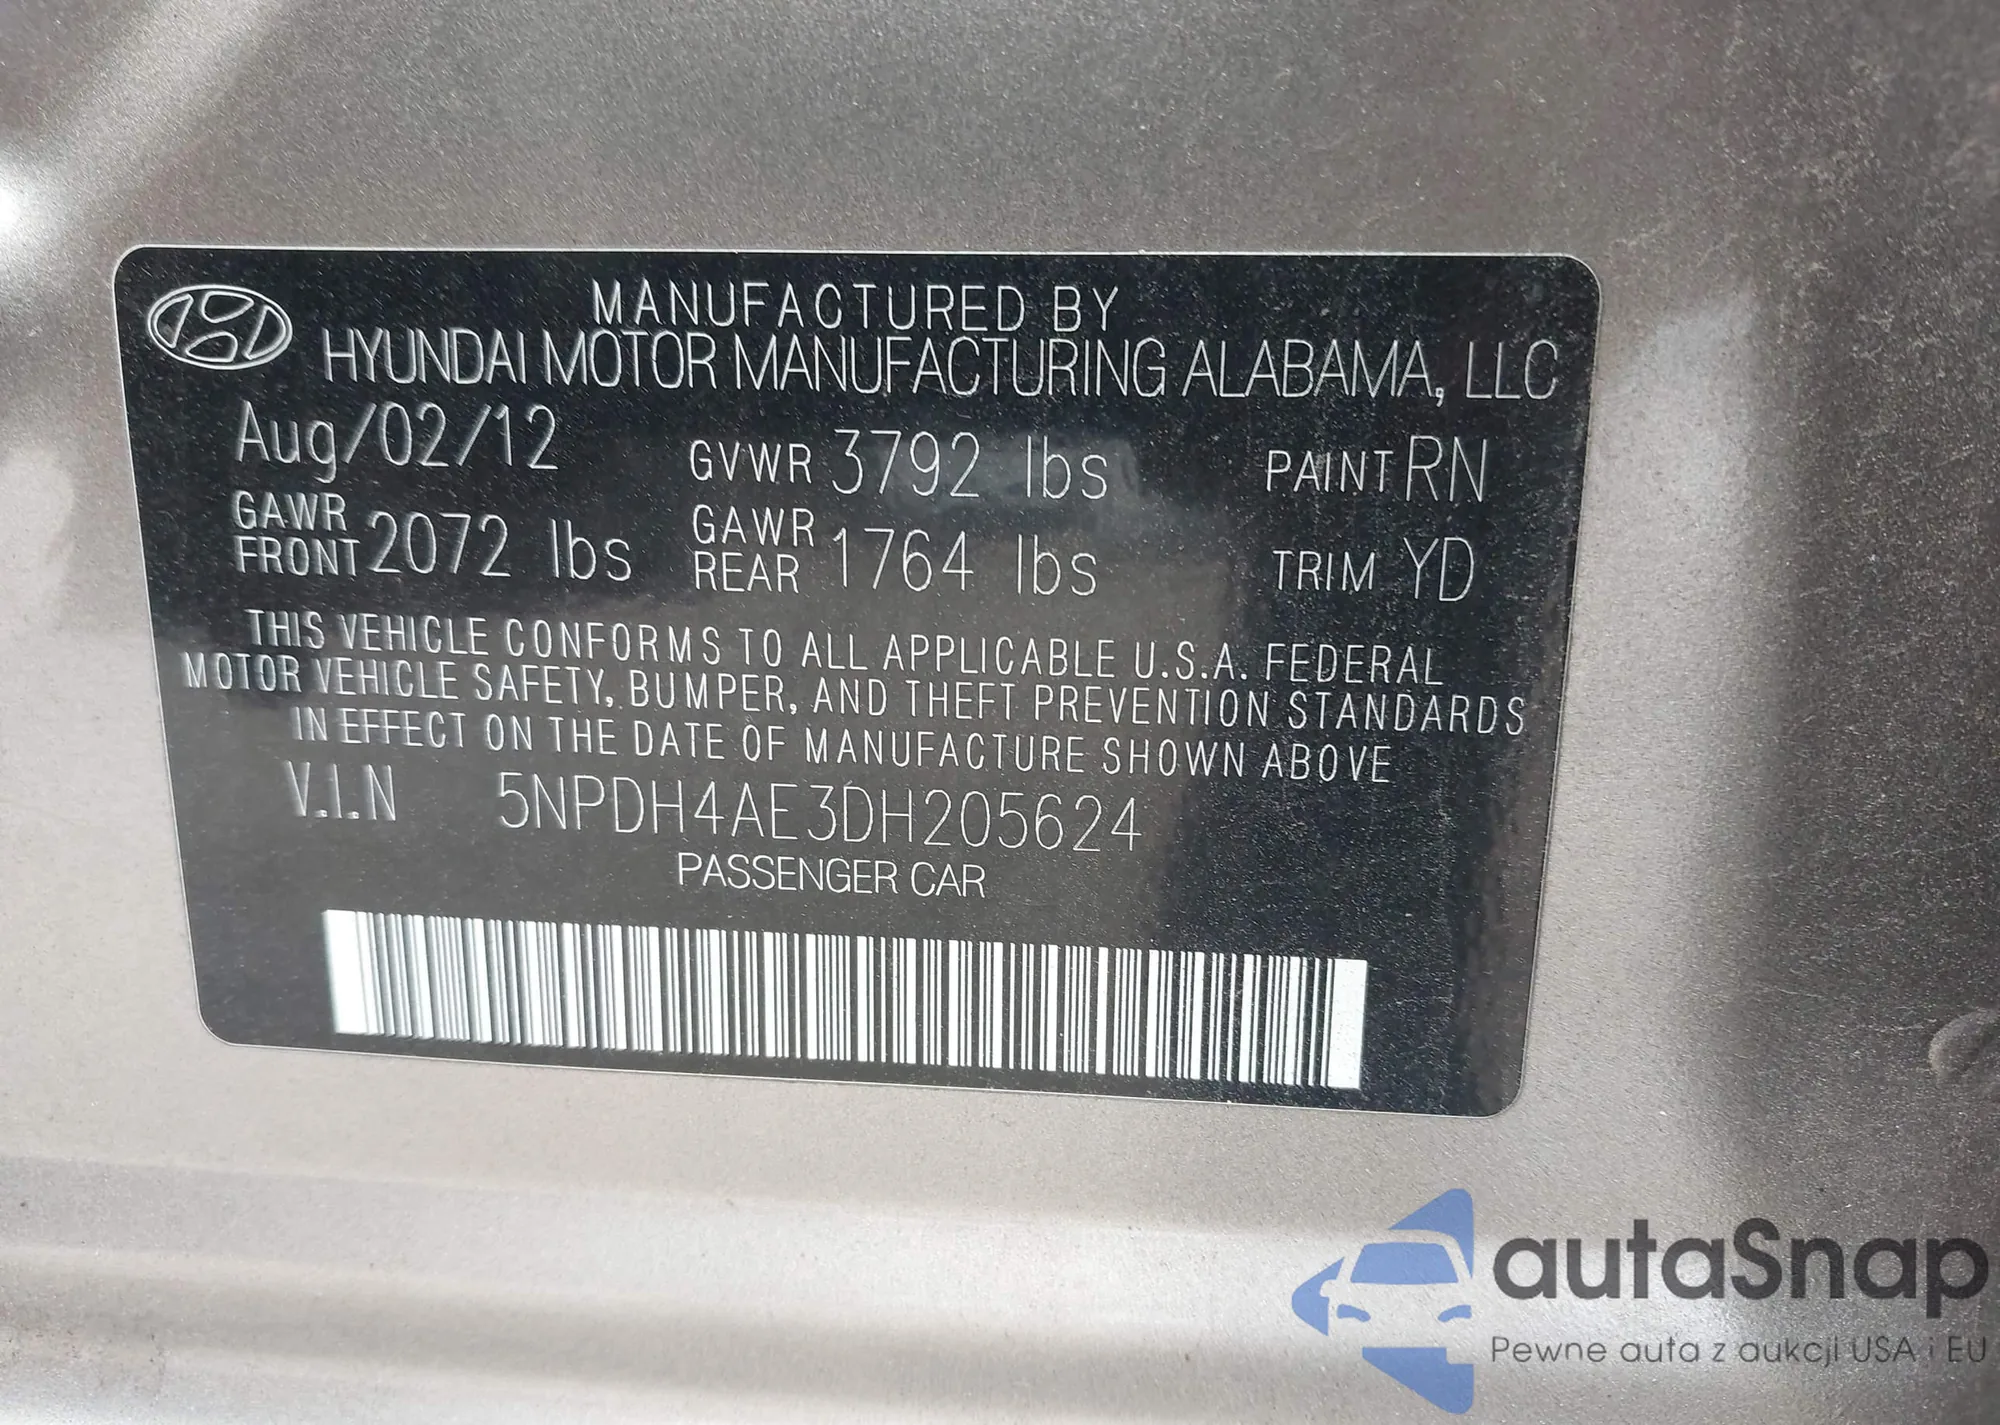 MANUFACTURED BY
HYUNDAI MOTOR MANUFACTURING ALABAMA, LLC
Aug/02/12 GVWR 3792 lbs PAINT RN
GAWR FRONT 2072 lbs GAWR REAR 1764 lbs TRIM YD
THIS VEHICLE CONFORMS TO ALL APPLICABLE U.S.A. FEDERAL
MOTOR VEHICLE SAFETY, BUMPER, AND THEFT PREVENTION STANDARDS
IN EFFECT ON THE DATE OF MANUFACTURE SHOWN ABOVE
V.I.N 5NPDH4AE3DH205624
PASSENGER CAR
autaSnap
Pewne auta z aukcji USA i EU